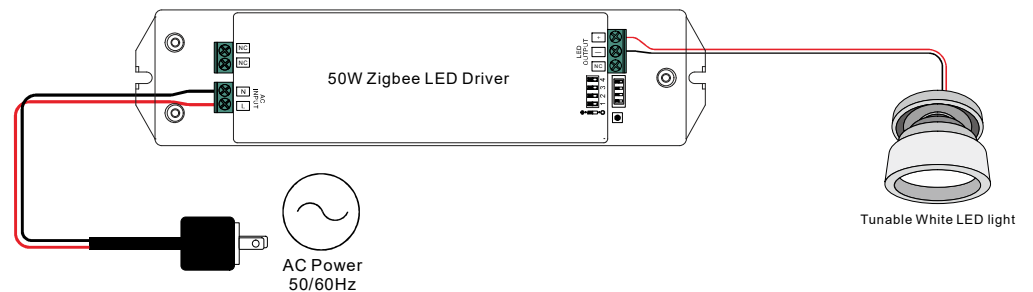 NC
NC
N
L
AC
INPUT
50W Zigbee LED Driver
LED
OUTPUT
+
—
NC
1 2 3 4
Tunable White LED light
AC Power
50/60Hz